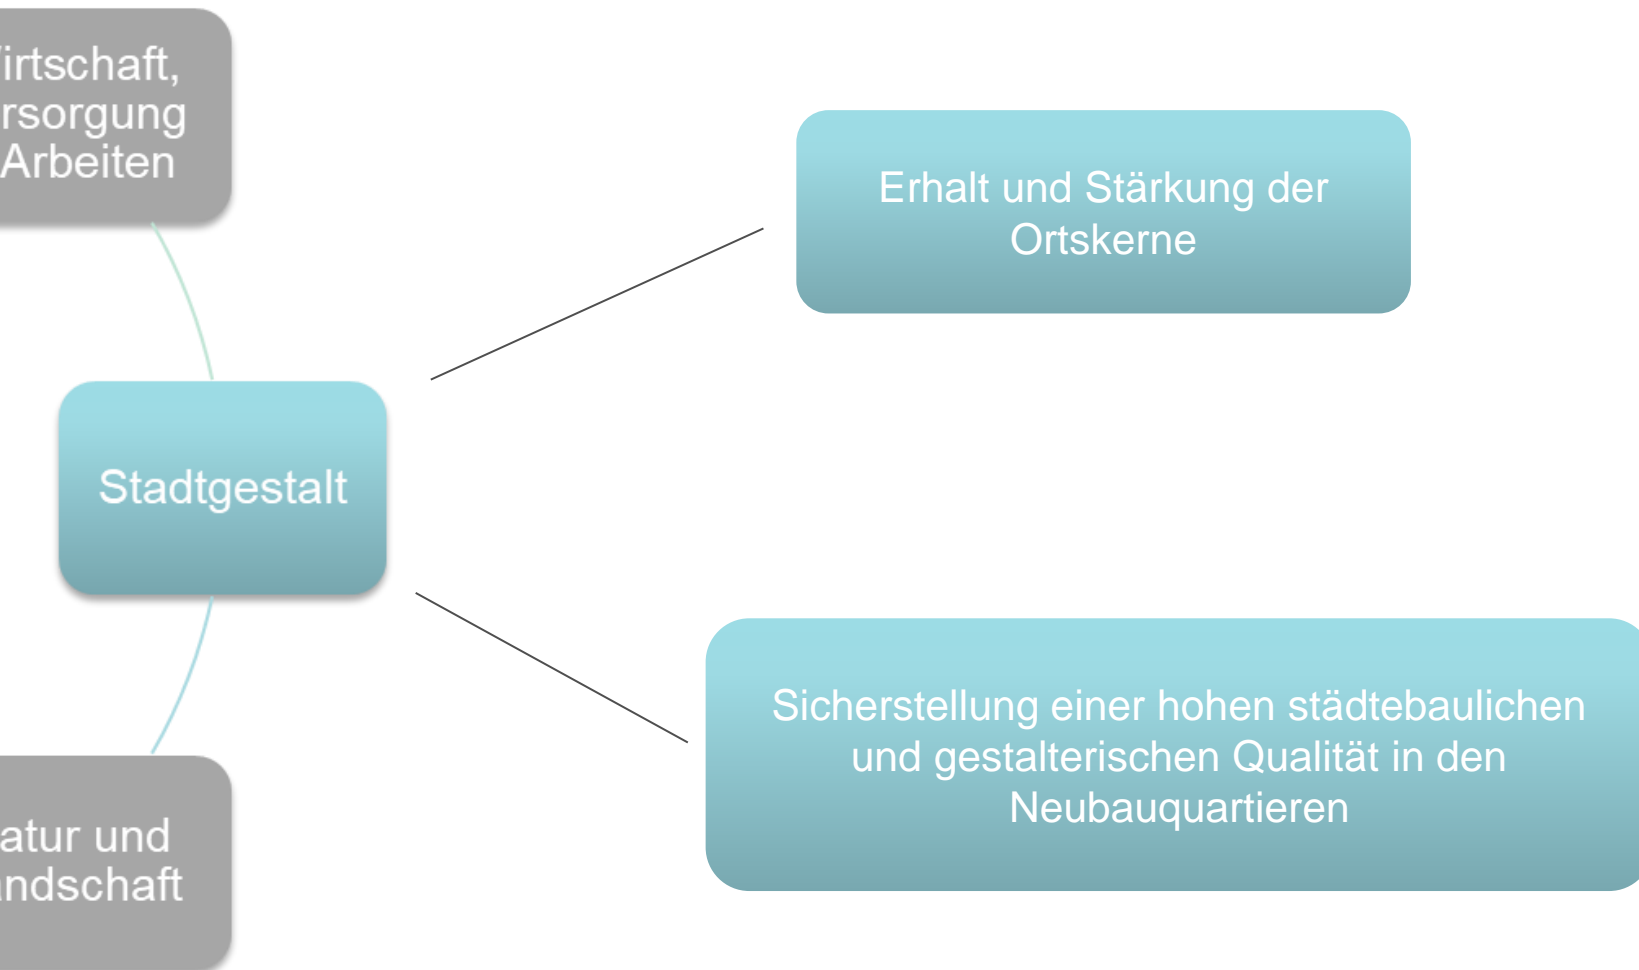 irtschaft,
rsorgung
Arbeiten
Erhalt und Stärkung der
Ortskerne
Stadtgestalt
Sicherstellung einer hohen städtebaulichen
und gestalterischen Qualität in den
Neubauquartieren
atur und
andschaft